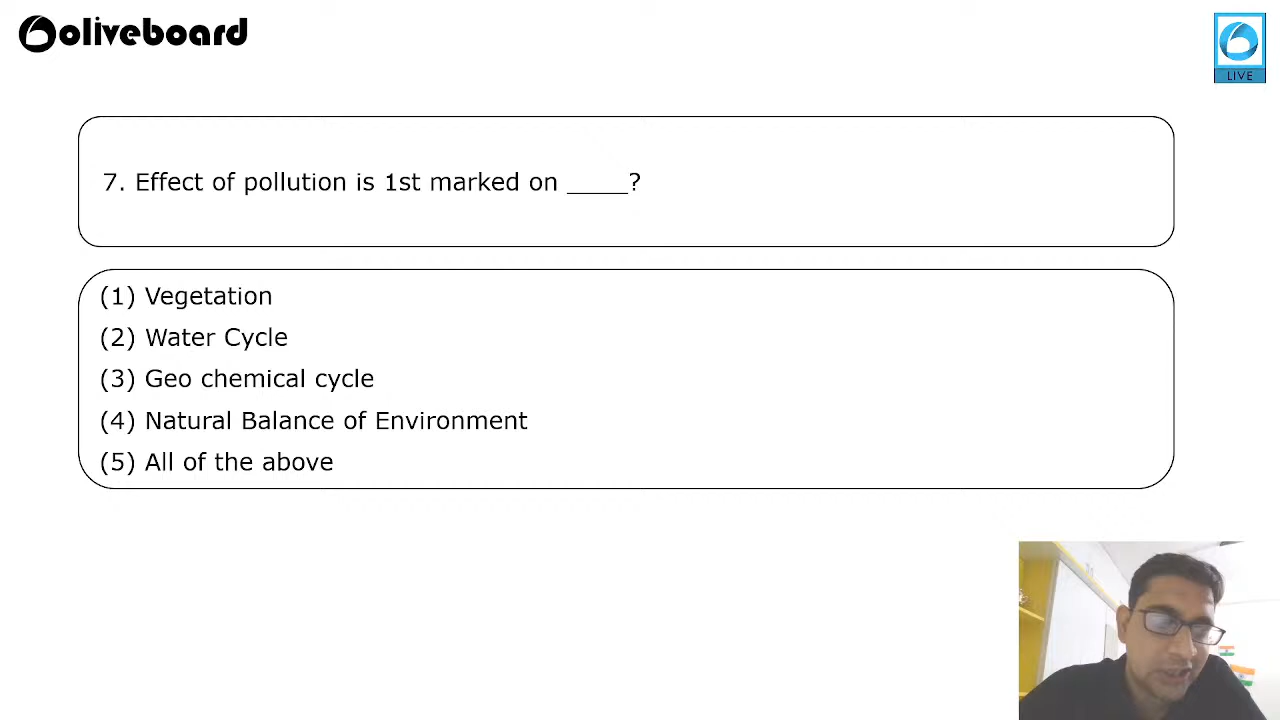 oliveboard
LIVE
7. Effect of pollution is 1st marked on _____?
(1) Vegetation
(2) Water Cycle
(3) Geo chemical cycle
(4) Natural Balance of Environment
(5) All of the above